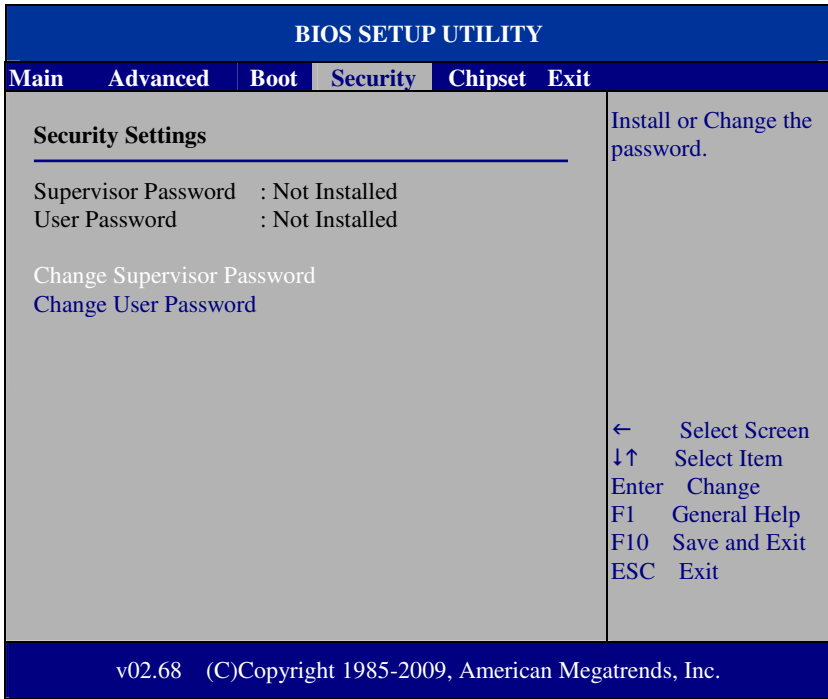 BIOS SETUP UTILITY
Main Advanced Boot Security Chipset Exit
Security Settings
Supervisor Password : Not Installed
User Password : Not Installed
Change Supervisor Password
Change User Password
Install or Change the
password.
← Select Screen
↓↑ Select Item
Enter Change
F1 General Help
F10 Save and Exit
ESC Exit
v02.68 (C)Copyright 1985-2009, American Megatrends, Inc.